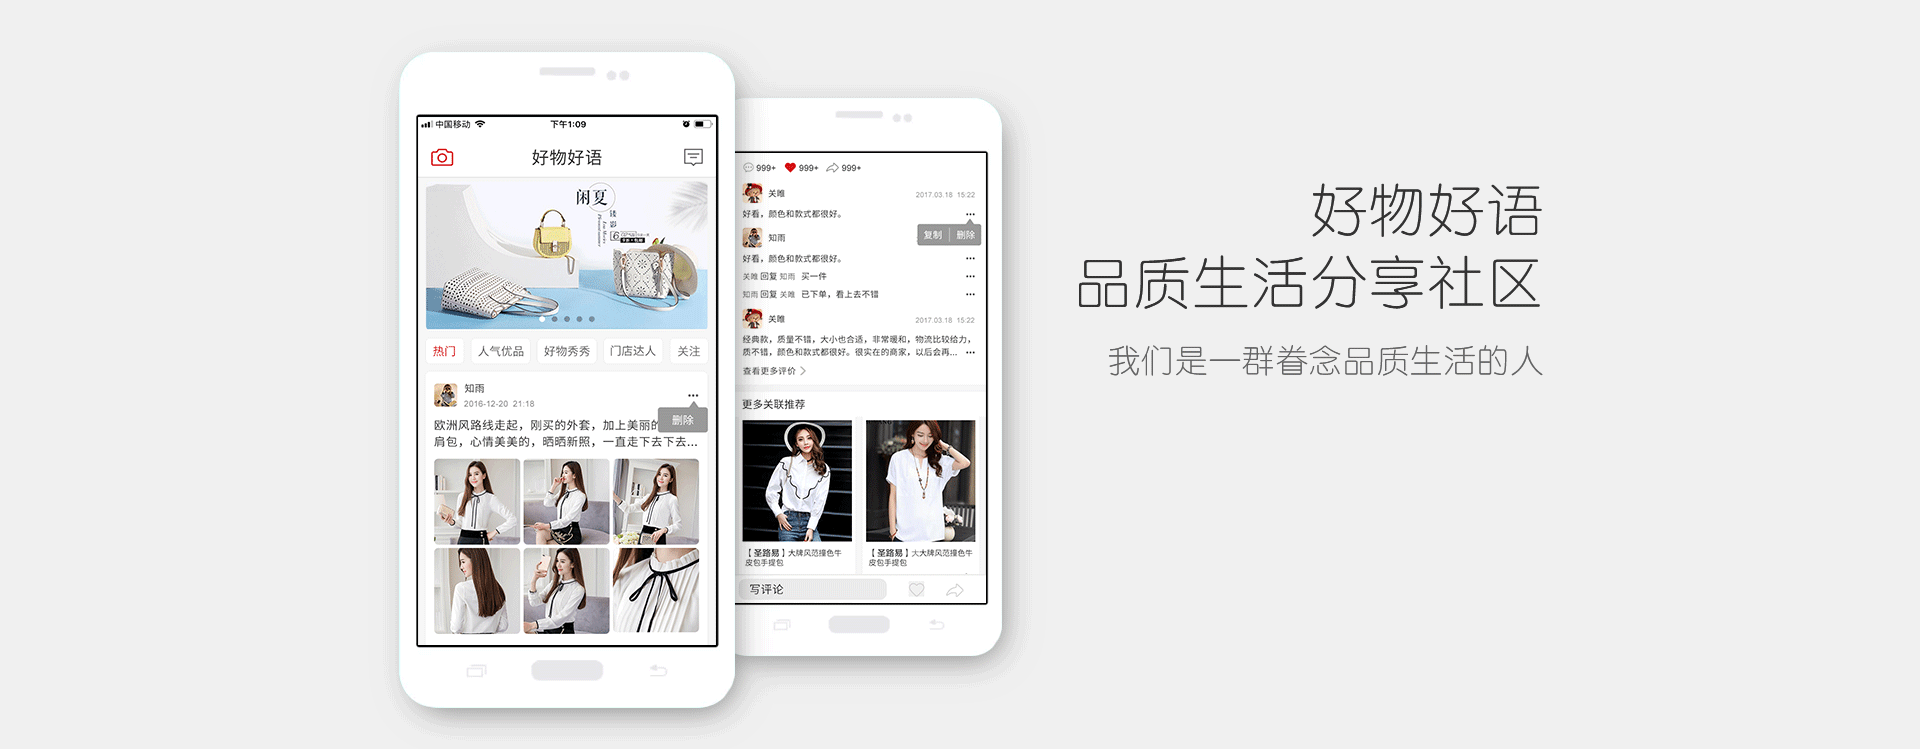 中国移动
下午1:09
好物好语
闲夏
热门
人气优品
好物秀秀
门店达人
关注
知雨
2016-12-20 21:18
删除
欧洲风路线走起，刚买的外套，加上美丽的
肩包，心情美美的，晒晒新照，一直走下去下去...
999+ 999+ 999+
关唯
2017.03.18 15:22
好看，颜色和款式都很好。
复制 删除
知雨
好看，颜色和款式都很好。
关唯 回复 知雨 买一件
知雨 回复 关唯 已下单，看上去不错
关唯
2017.03.18 15:22
经典款，质量不错，大小也合适，非常暖和，物流比较给力，
质不错，颜色和款式都很好。很实在的商家，以后会再...
查看更多评价
更多关联推荐
【圣路易】大牌风范撞色牛
皮包手提包
【圣路易】大大牌风范撞色牛
皮包手提包
写评论
好物好语
品质生活分享社区
我们是一群眷念品质生活的人